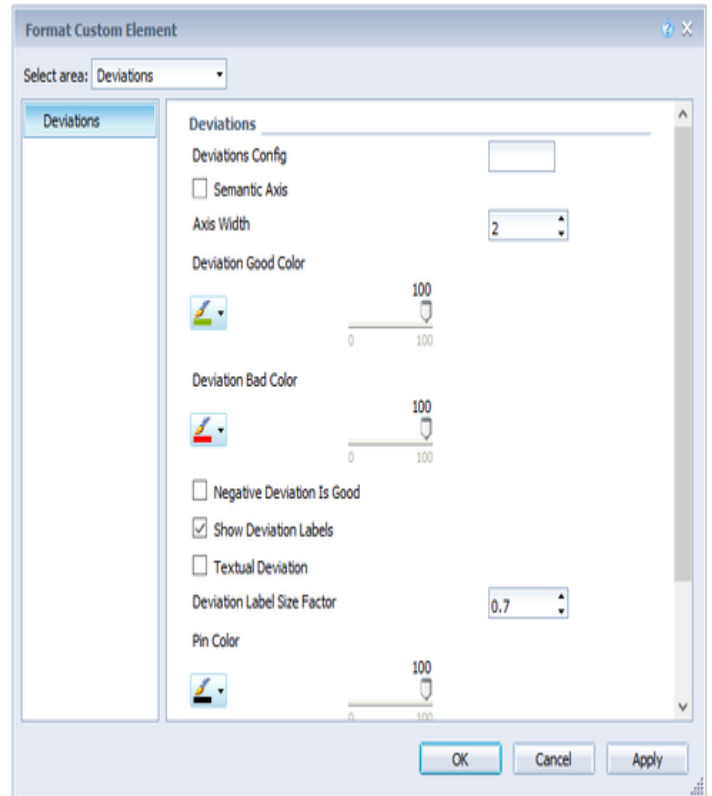 Format Custom Element
Select area: Deviations
Deviations
Deviations
Deviations Config
Semantic Axis
Axis Width 2
Deviation Good Color
100
0 100
Deviation Bad Color
100
0 100
Negative Deviation Is Good
Show Deviation Labels
Textual Deviation
Deviation Label Size Factor 0.7
Pin Color
100
0 100
OK Cancel Apply